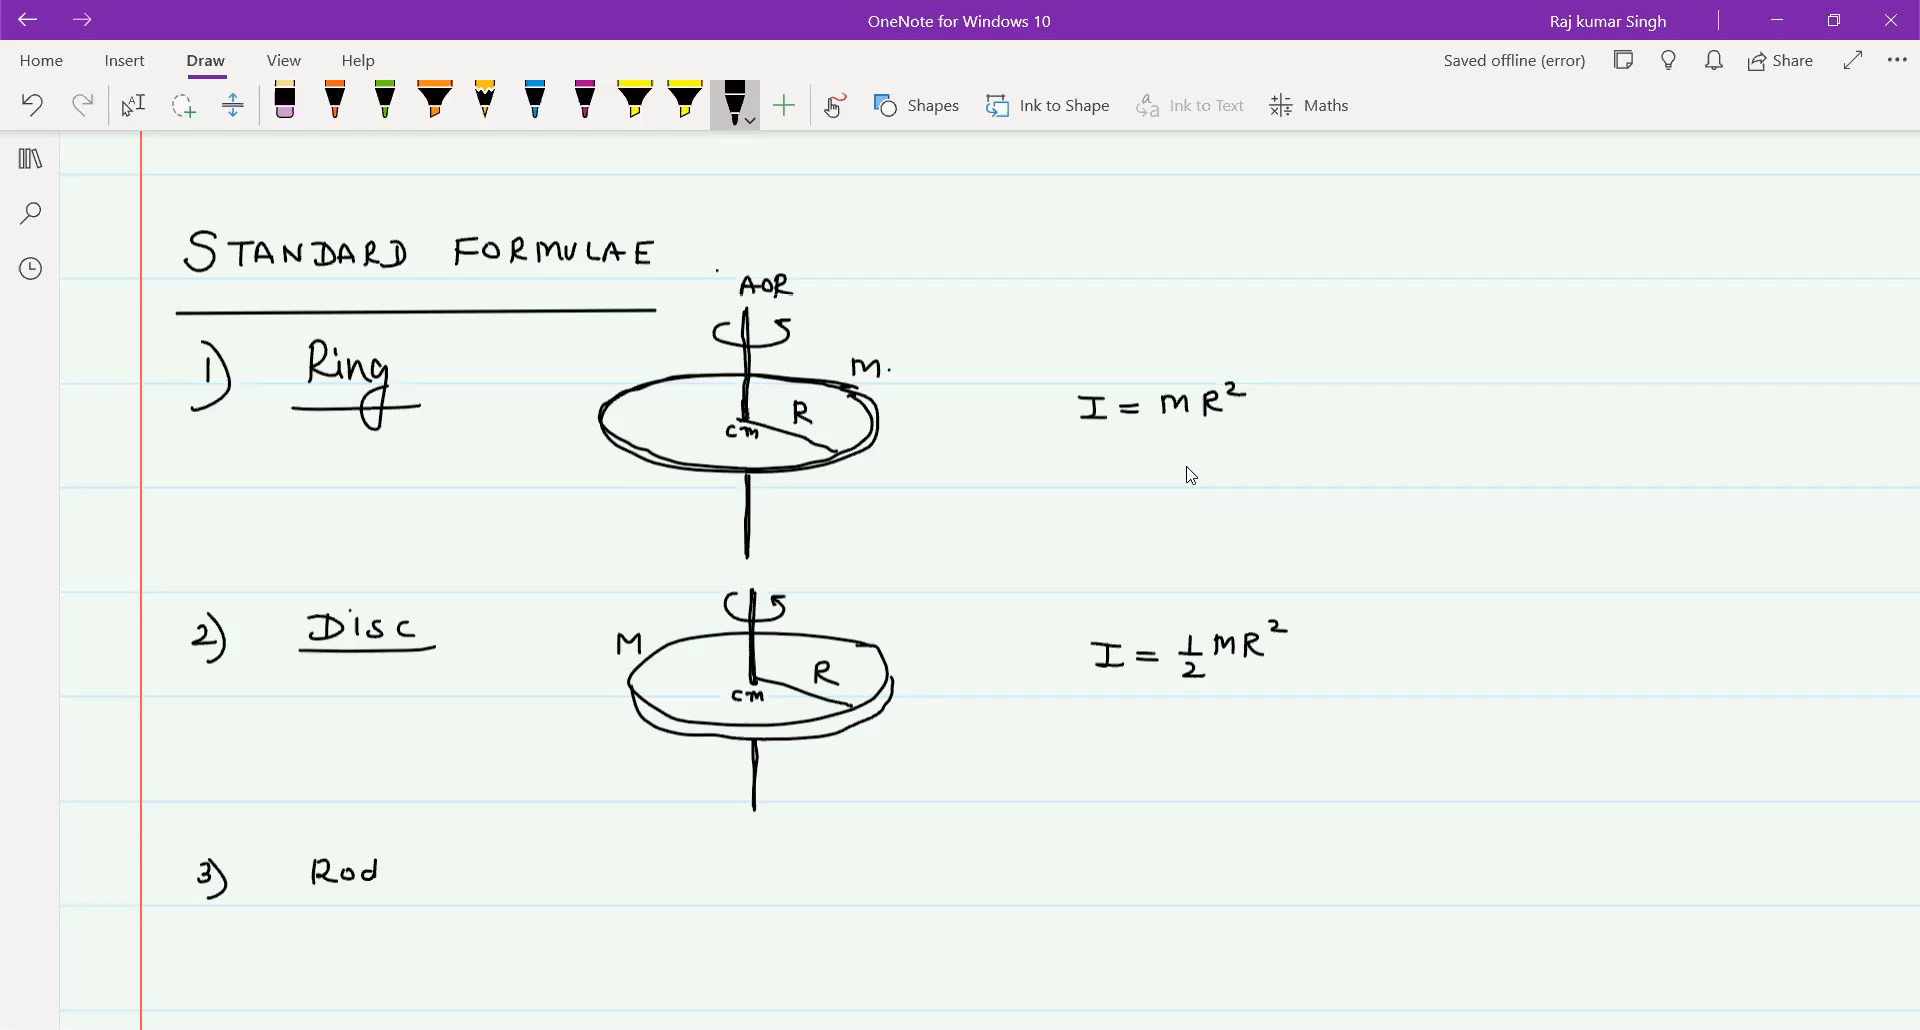 OneNote for Windows 10
Raj kumar Singh
Home Insert Draw View Help
Saved offline (error)
Share
Shapes
Ink to Shape
Ink to Text
Maths
STANDARD FORMULAE
AOR
1) Ring
M.
R
cm
I = MR²
2) Disc
M
R
cm
I = 1/2 MR²
3) Rod